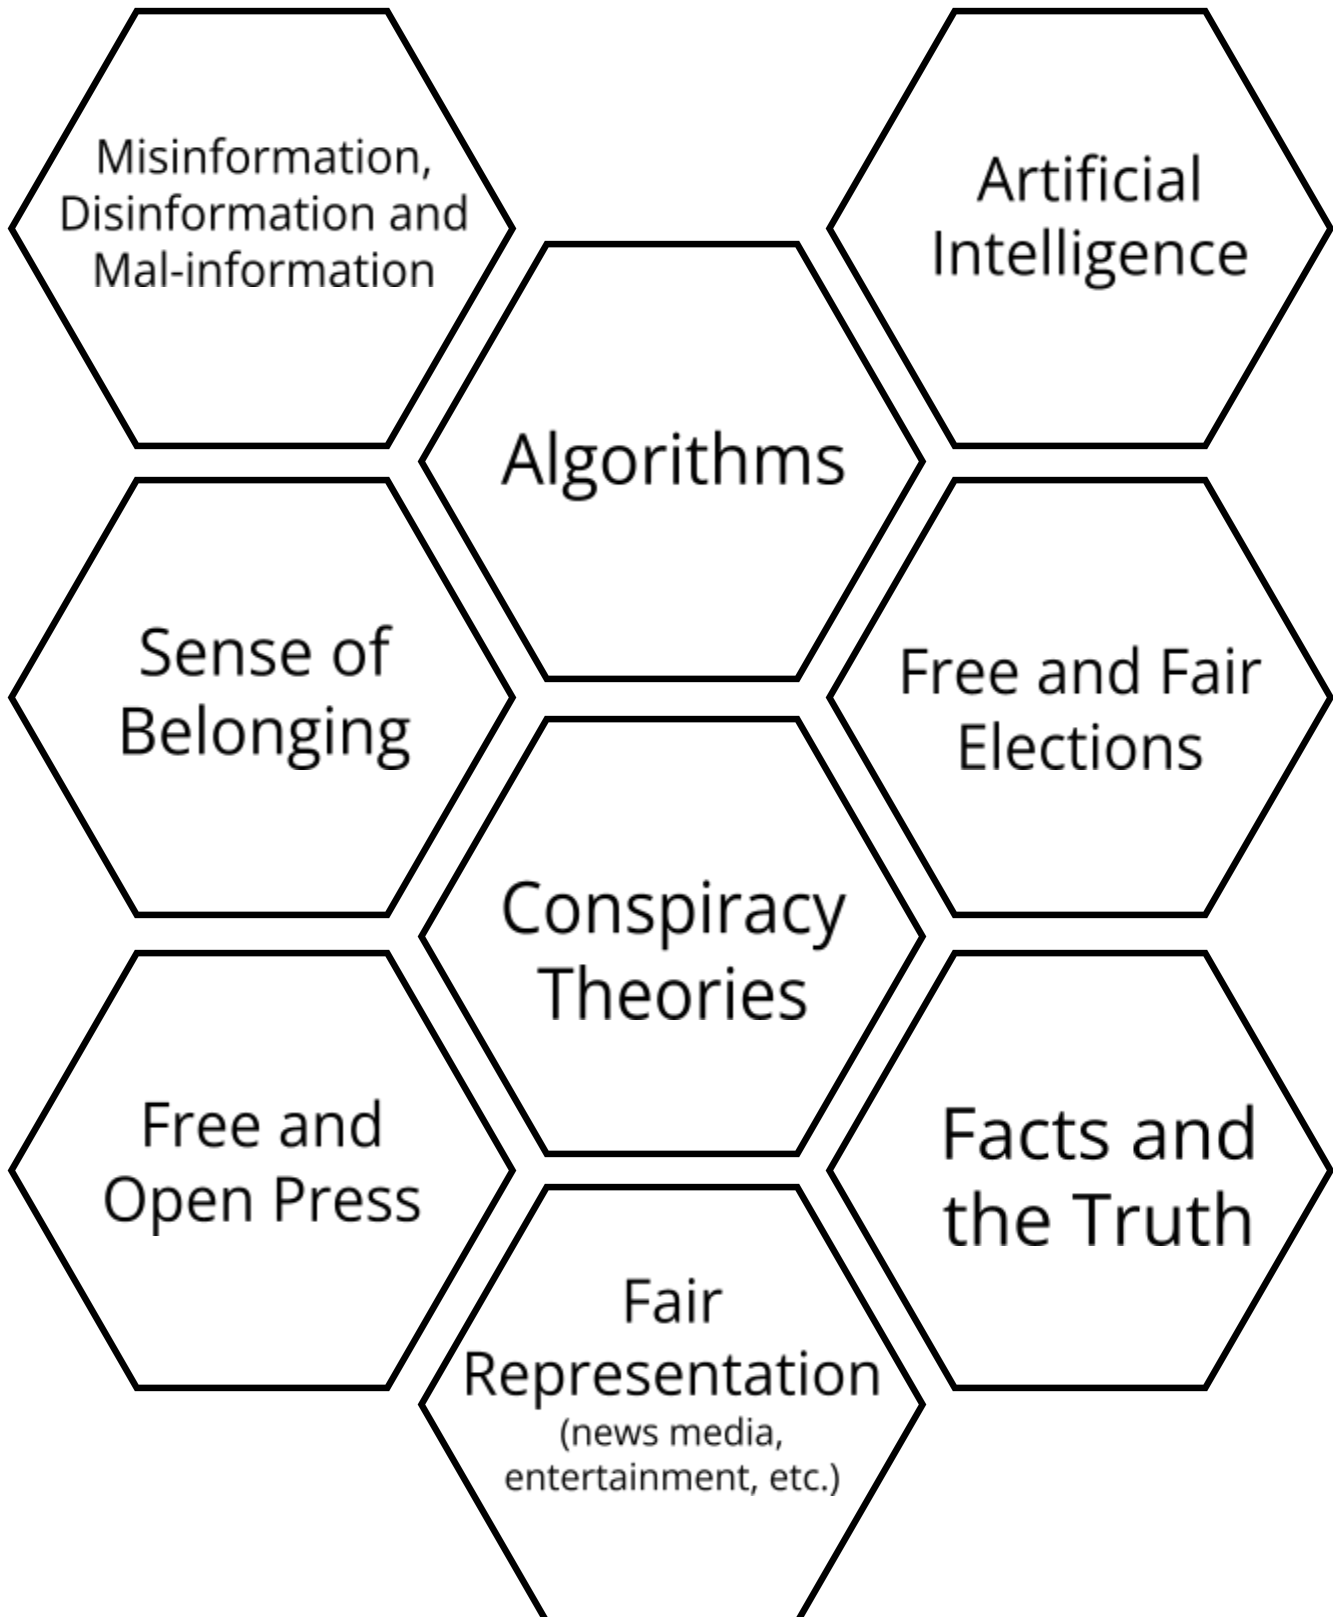 Misinformation,
Disinformation and
Mal-information
Artificial
Intelligence
Algorithms
Sense of
Belonging
Free and Fair
Elections
Conspiracy
Theories
Free and
Open Press
Facts and
the Truth
Fair
Representation
(news media,
entertainment, etc.)